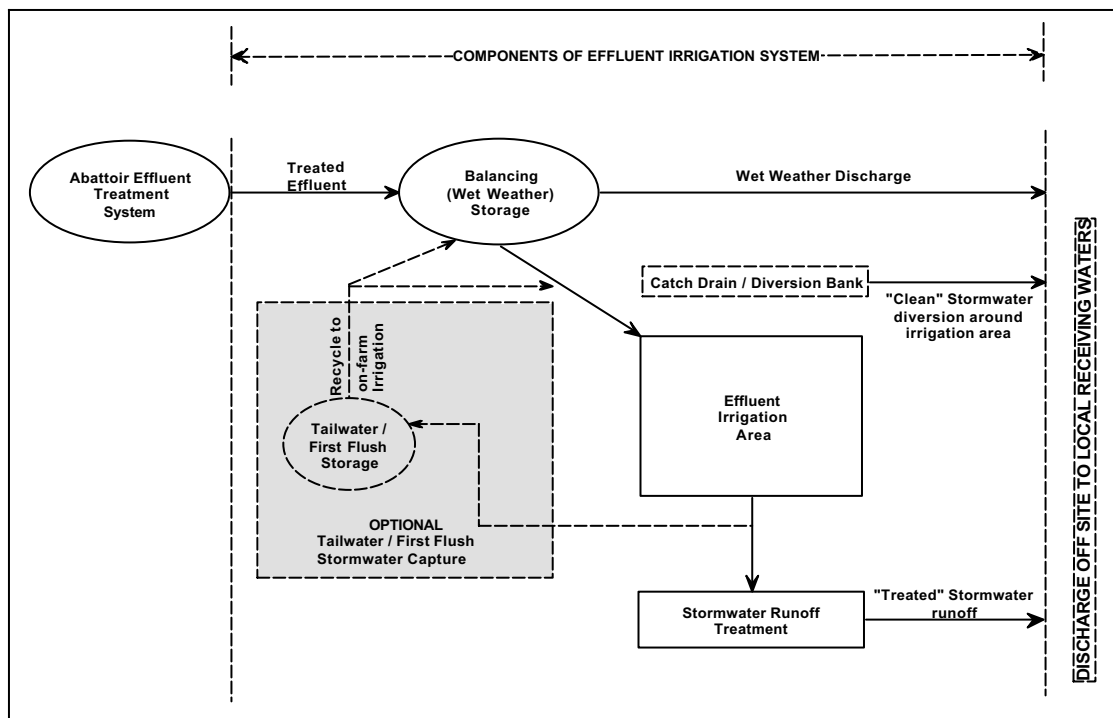 COMPONENTS OF EFFLUENT IRRIGATION SYSTEM
Abattoir Effluent
Treatment
System
Treated
Effluent
Balancing
(Wet Weather)
Storage
Wet Weather Discharge
Catch Drain / Diversion Bank
"Clean" Stormwater
diversion around
irrigation area
Recycle to
on-farm
Irrigation
Effluent
Irrigation
Area
Tailwater /
First Flush
Storage
OPTIONAL
Tailwater / First Flush
Stormwater Capture
Stormwater Runoff
Treatment
"Treated" Stormwater
runoff
DISCHARGE OFF SITE TO LOCAL RECEIVING WATERS